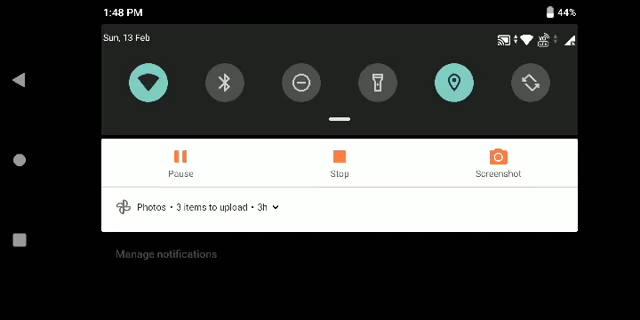 1:48 PM 44%
Sun, 13 Feb
Pause Stop Screenshot
Photos • 3 items to upload • 3h
Manage notifications